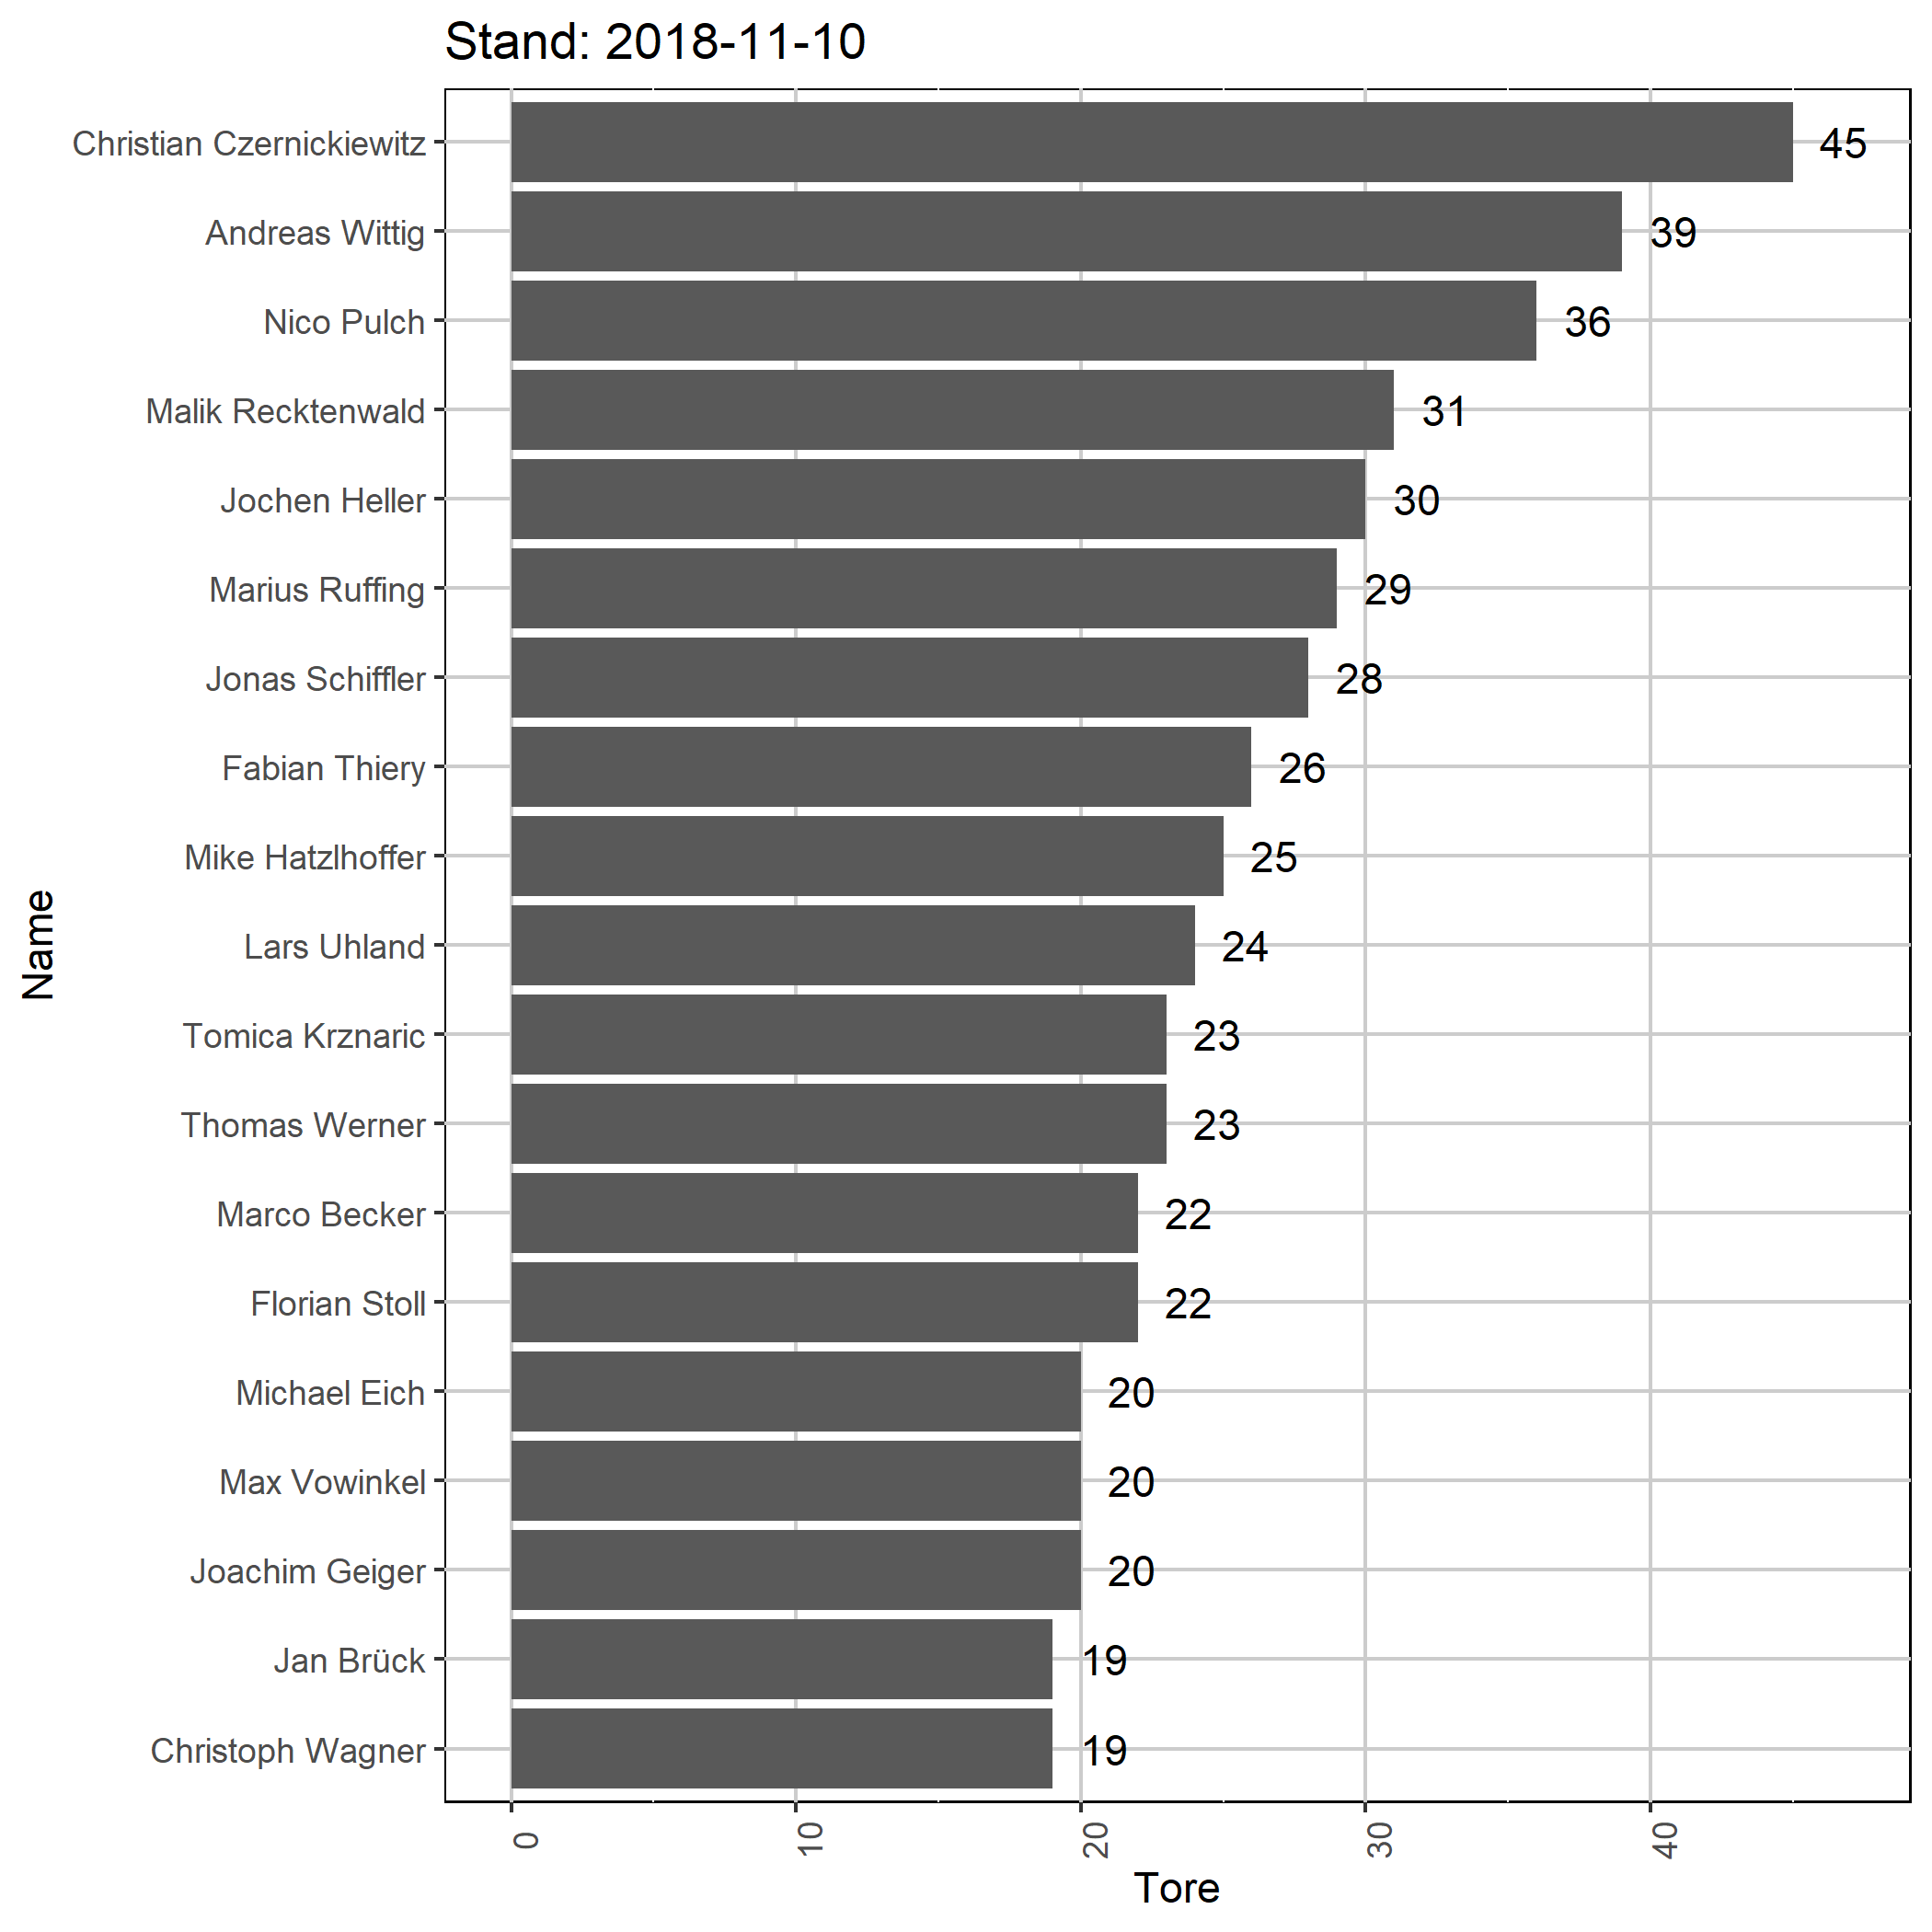 Stand: 2018-11-10
Christian Czernickiewitz 45
Andreas Wittig 39
Nico Pulch 36
Malik Recktenwald 31
Jochen Heller 30
Marius Ruffing 29
Jonas Schiffler 28
Fabian Thiery 26
Mike Hatzlhoffer 25
Lars Uhland 24
Tomica Krznaric 23
Thomas Werner 23
Marco Becker 22
Florian Stoll 22
Michael Eich 20
Max Vowinkel 20
Joachim Geiger 20
Jan Brück 19
Christoph Wagner 19
Name
0 10 20 30 40
Tore